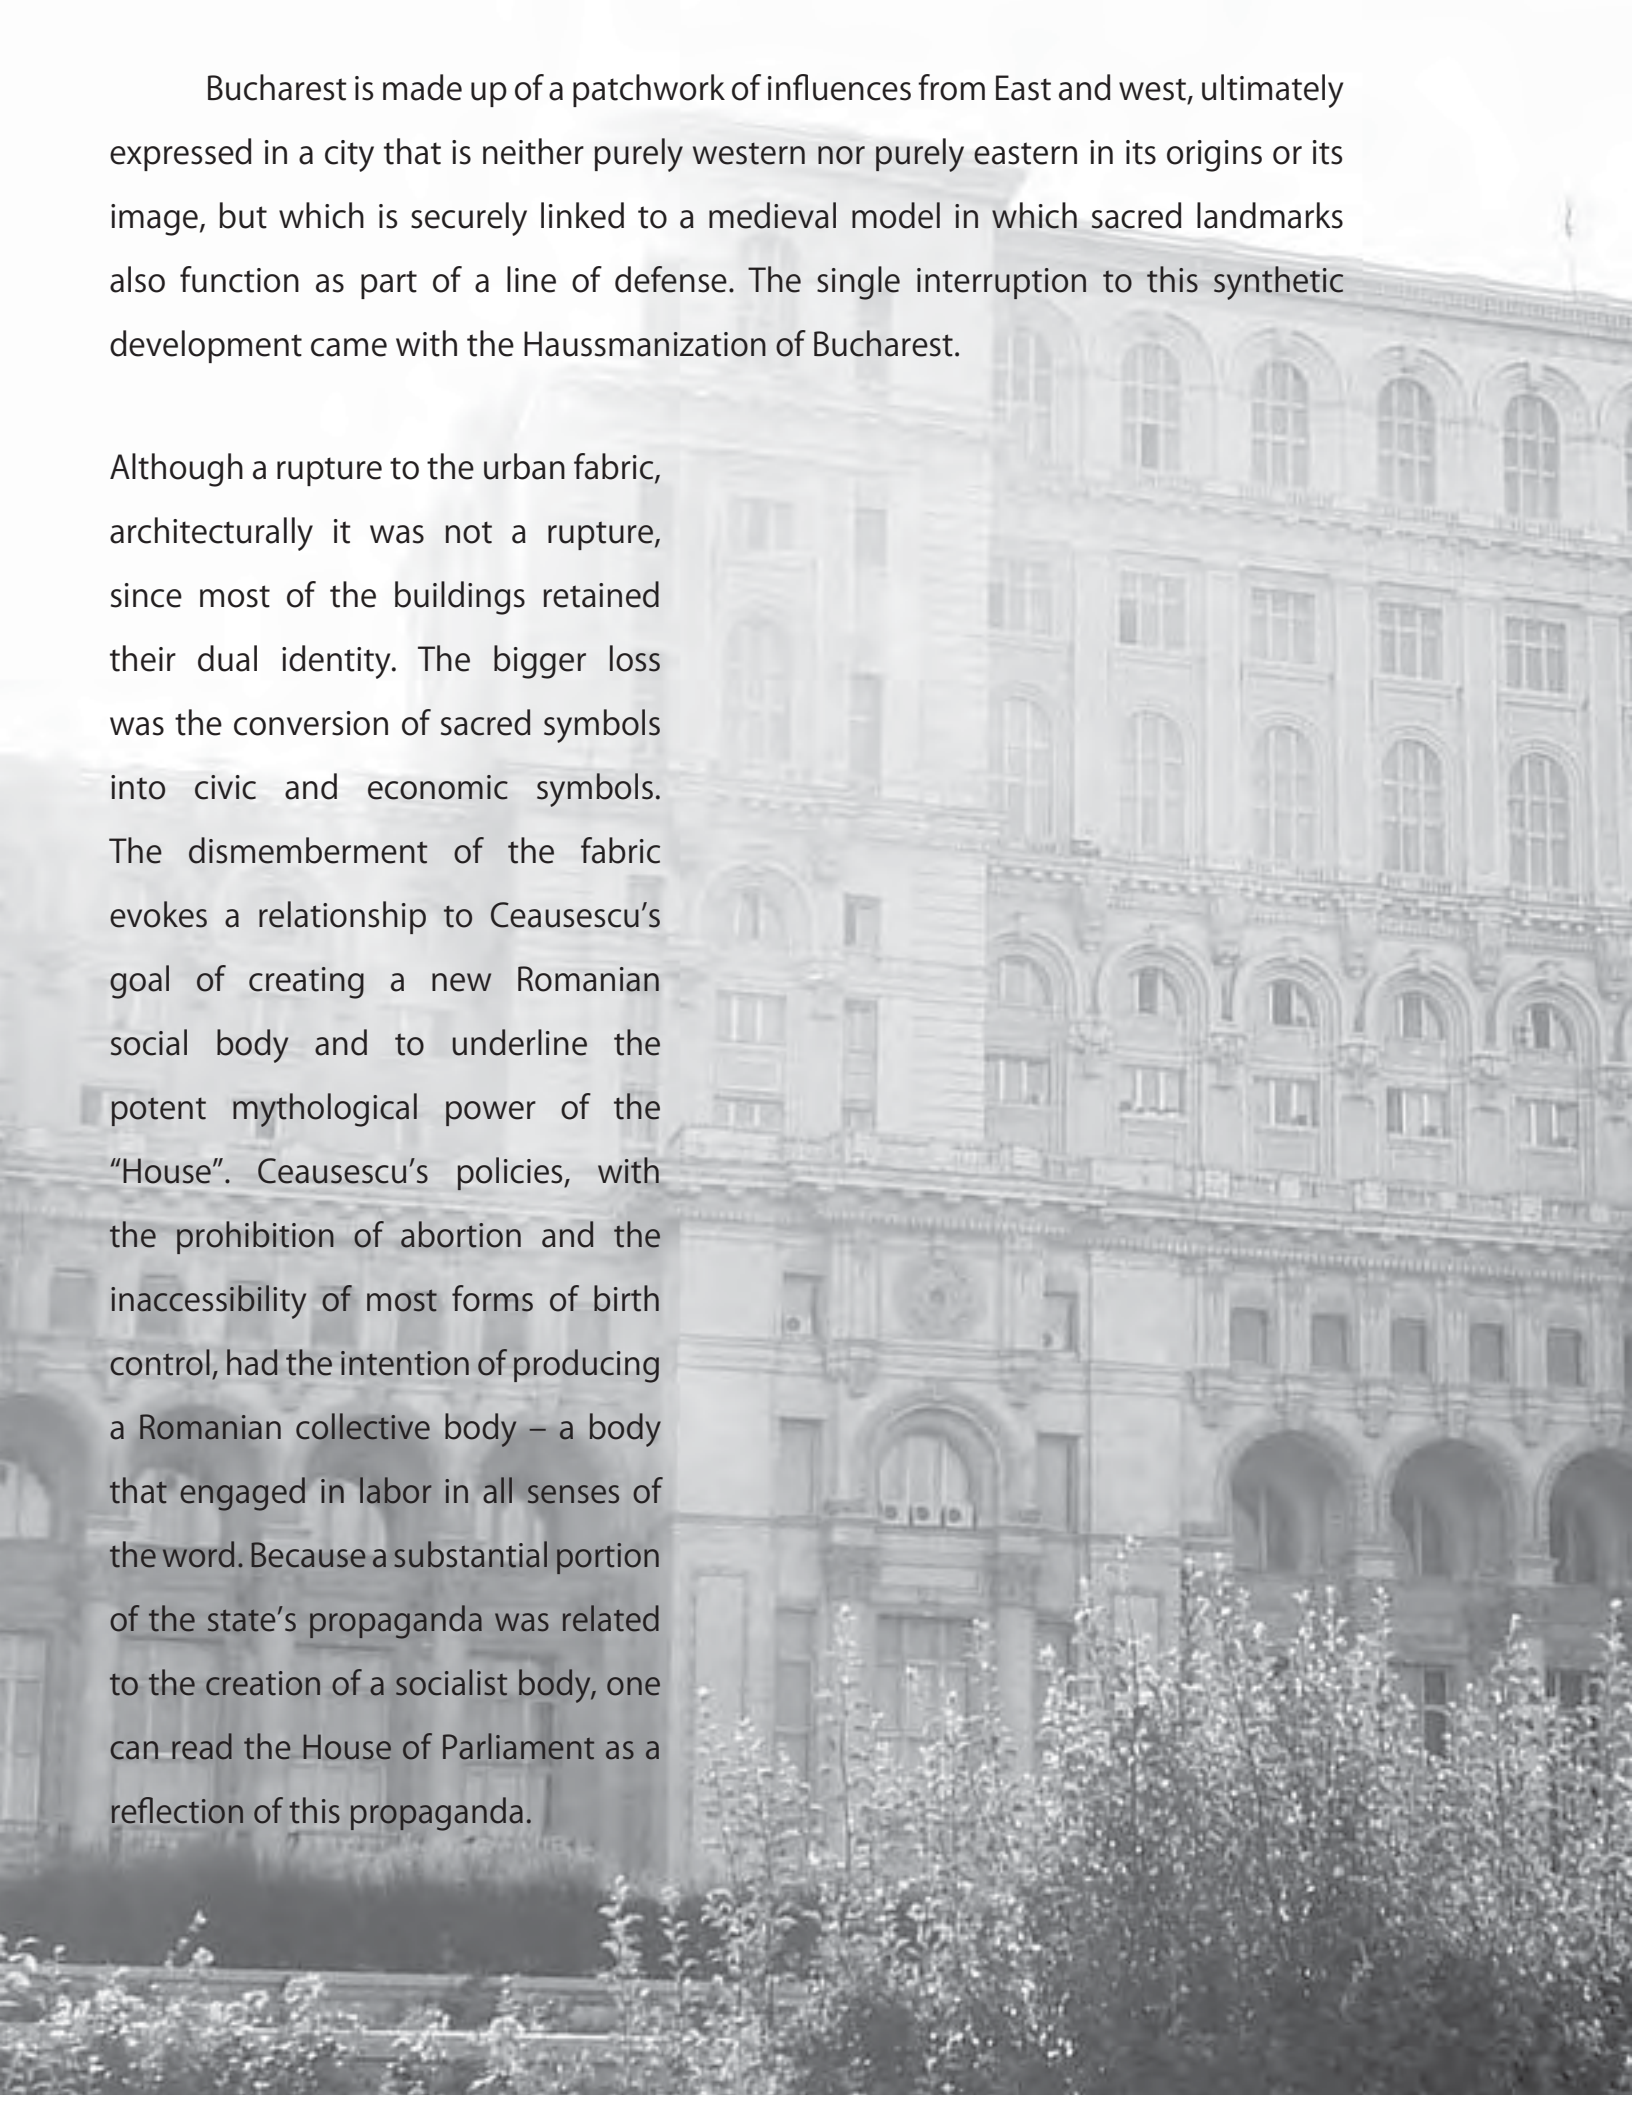 Bucharest is made up of a patchwork of influences from East and west, ultimately
expressed in a city that is neither purely western nor purely eastern in its origins or its
image, but which is securely linked to a medieval model in which sacred landmarks
also function as part of a line of defense. The single interruption to this synthetic
development came with the Haussmanization of Bucharest.
Although a rupture to the urban fabric,
architecturally it was not a rupture,
since most of the buildings retained
their dual identity. The bigger loss
was the conversion of sacred symbols
into civic and economic symbols.
The dismemberment of the fabric
evokes a relationship to Ceausescu’s
goal of creating a new Romanian
social body and to underline the
potent mythological power of the
“House”. Ceausescu’s policies, with
the prohibition of abortion and the
inaccessibility of most forms of birth
control, had the intention of producing
a Romanian collective body – a body
that engaged in labor in all senses of
the word. Because a substantial portion
of the state’s propaganda was related
to the creation of a socialist body, one
can read the House of Parliament as a
reflection of this propaganda.